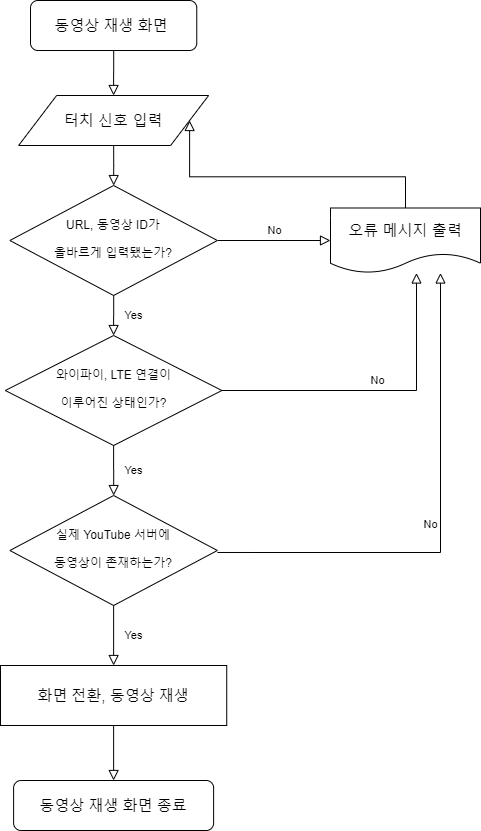 동영상 재생 화면
터치 신호 입력
URL, 동영상 ID가
올바르게 입력됐는가?
No
오류 메시지 출력
Yes
와이파이, LTE 연결이
이루어진 상태인가?
No
Yes
실제 YouTube 서버에
동영상이 존재하는가?
No
Yes
화면 전환, 동영상 재생
동영상 재생 화면 종료